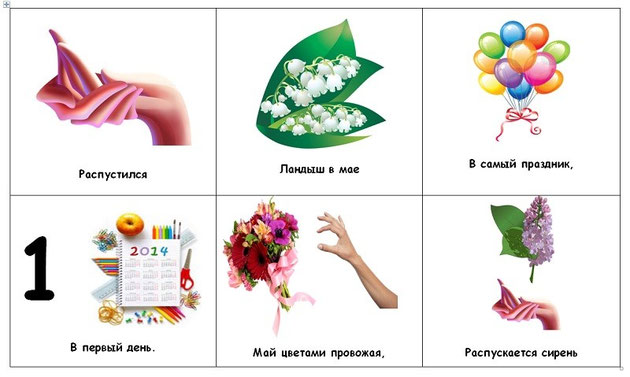 Распустился
Ландыш в мае
В самый праздник,
1
2014
В первый день.
Май цветами провожая,
Распускается сирень